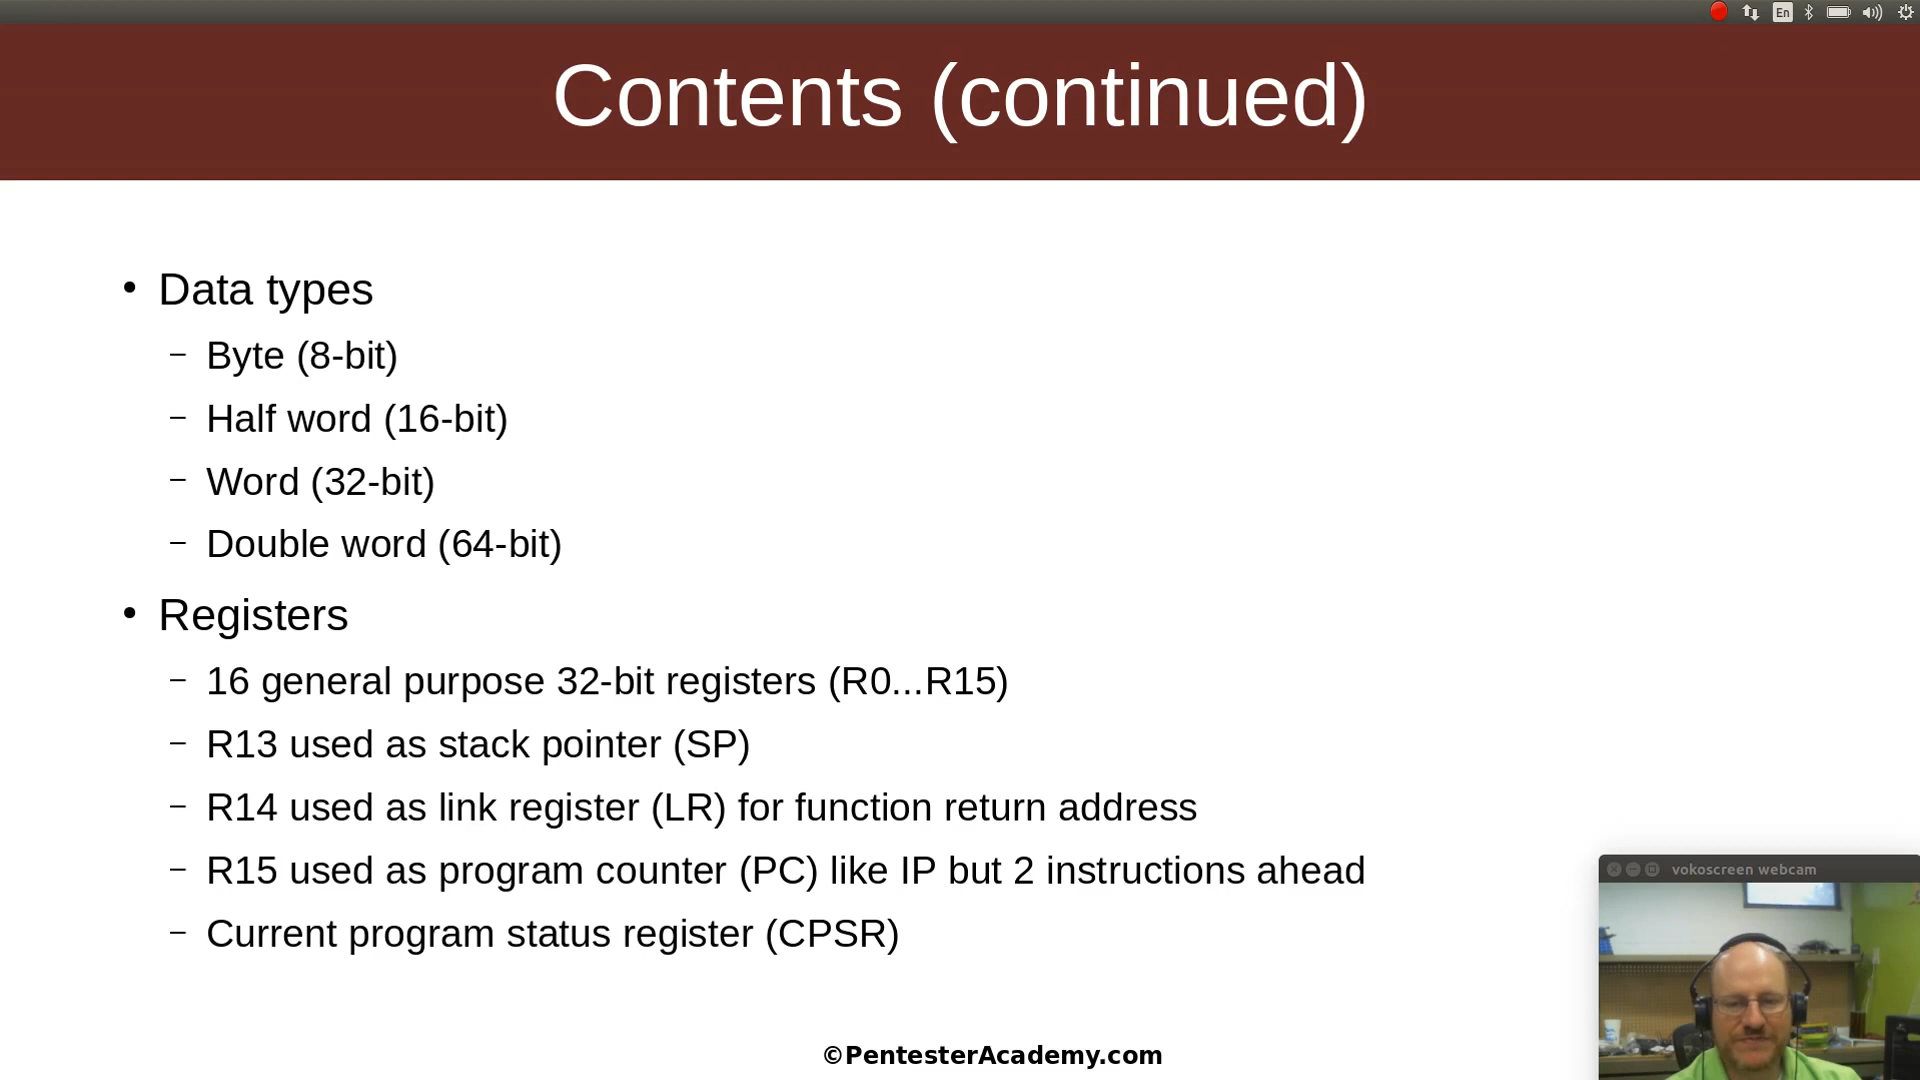 En
Contents (continued)
• Data types
– Byte (8-bit)
– Half word (16-bit)
– Word (32-bit)
– Double word (64-bit)
• Registers
– 16 general purpose 32-bit registers (R0...R15)
– R13 used as stack pointer (SP)
– R14 used as link register (LR) for function return address
– R15 used as program counter (PC) like IP but 2 instructions ahead
– Current program status register (CPSR)
vokoscreen webcam
©PentesterAcademy.com